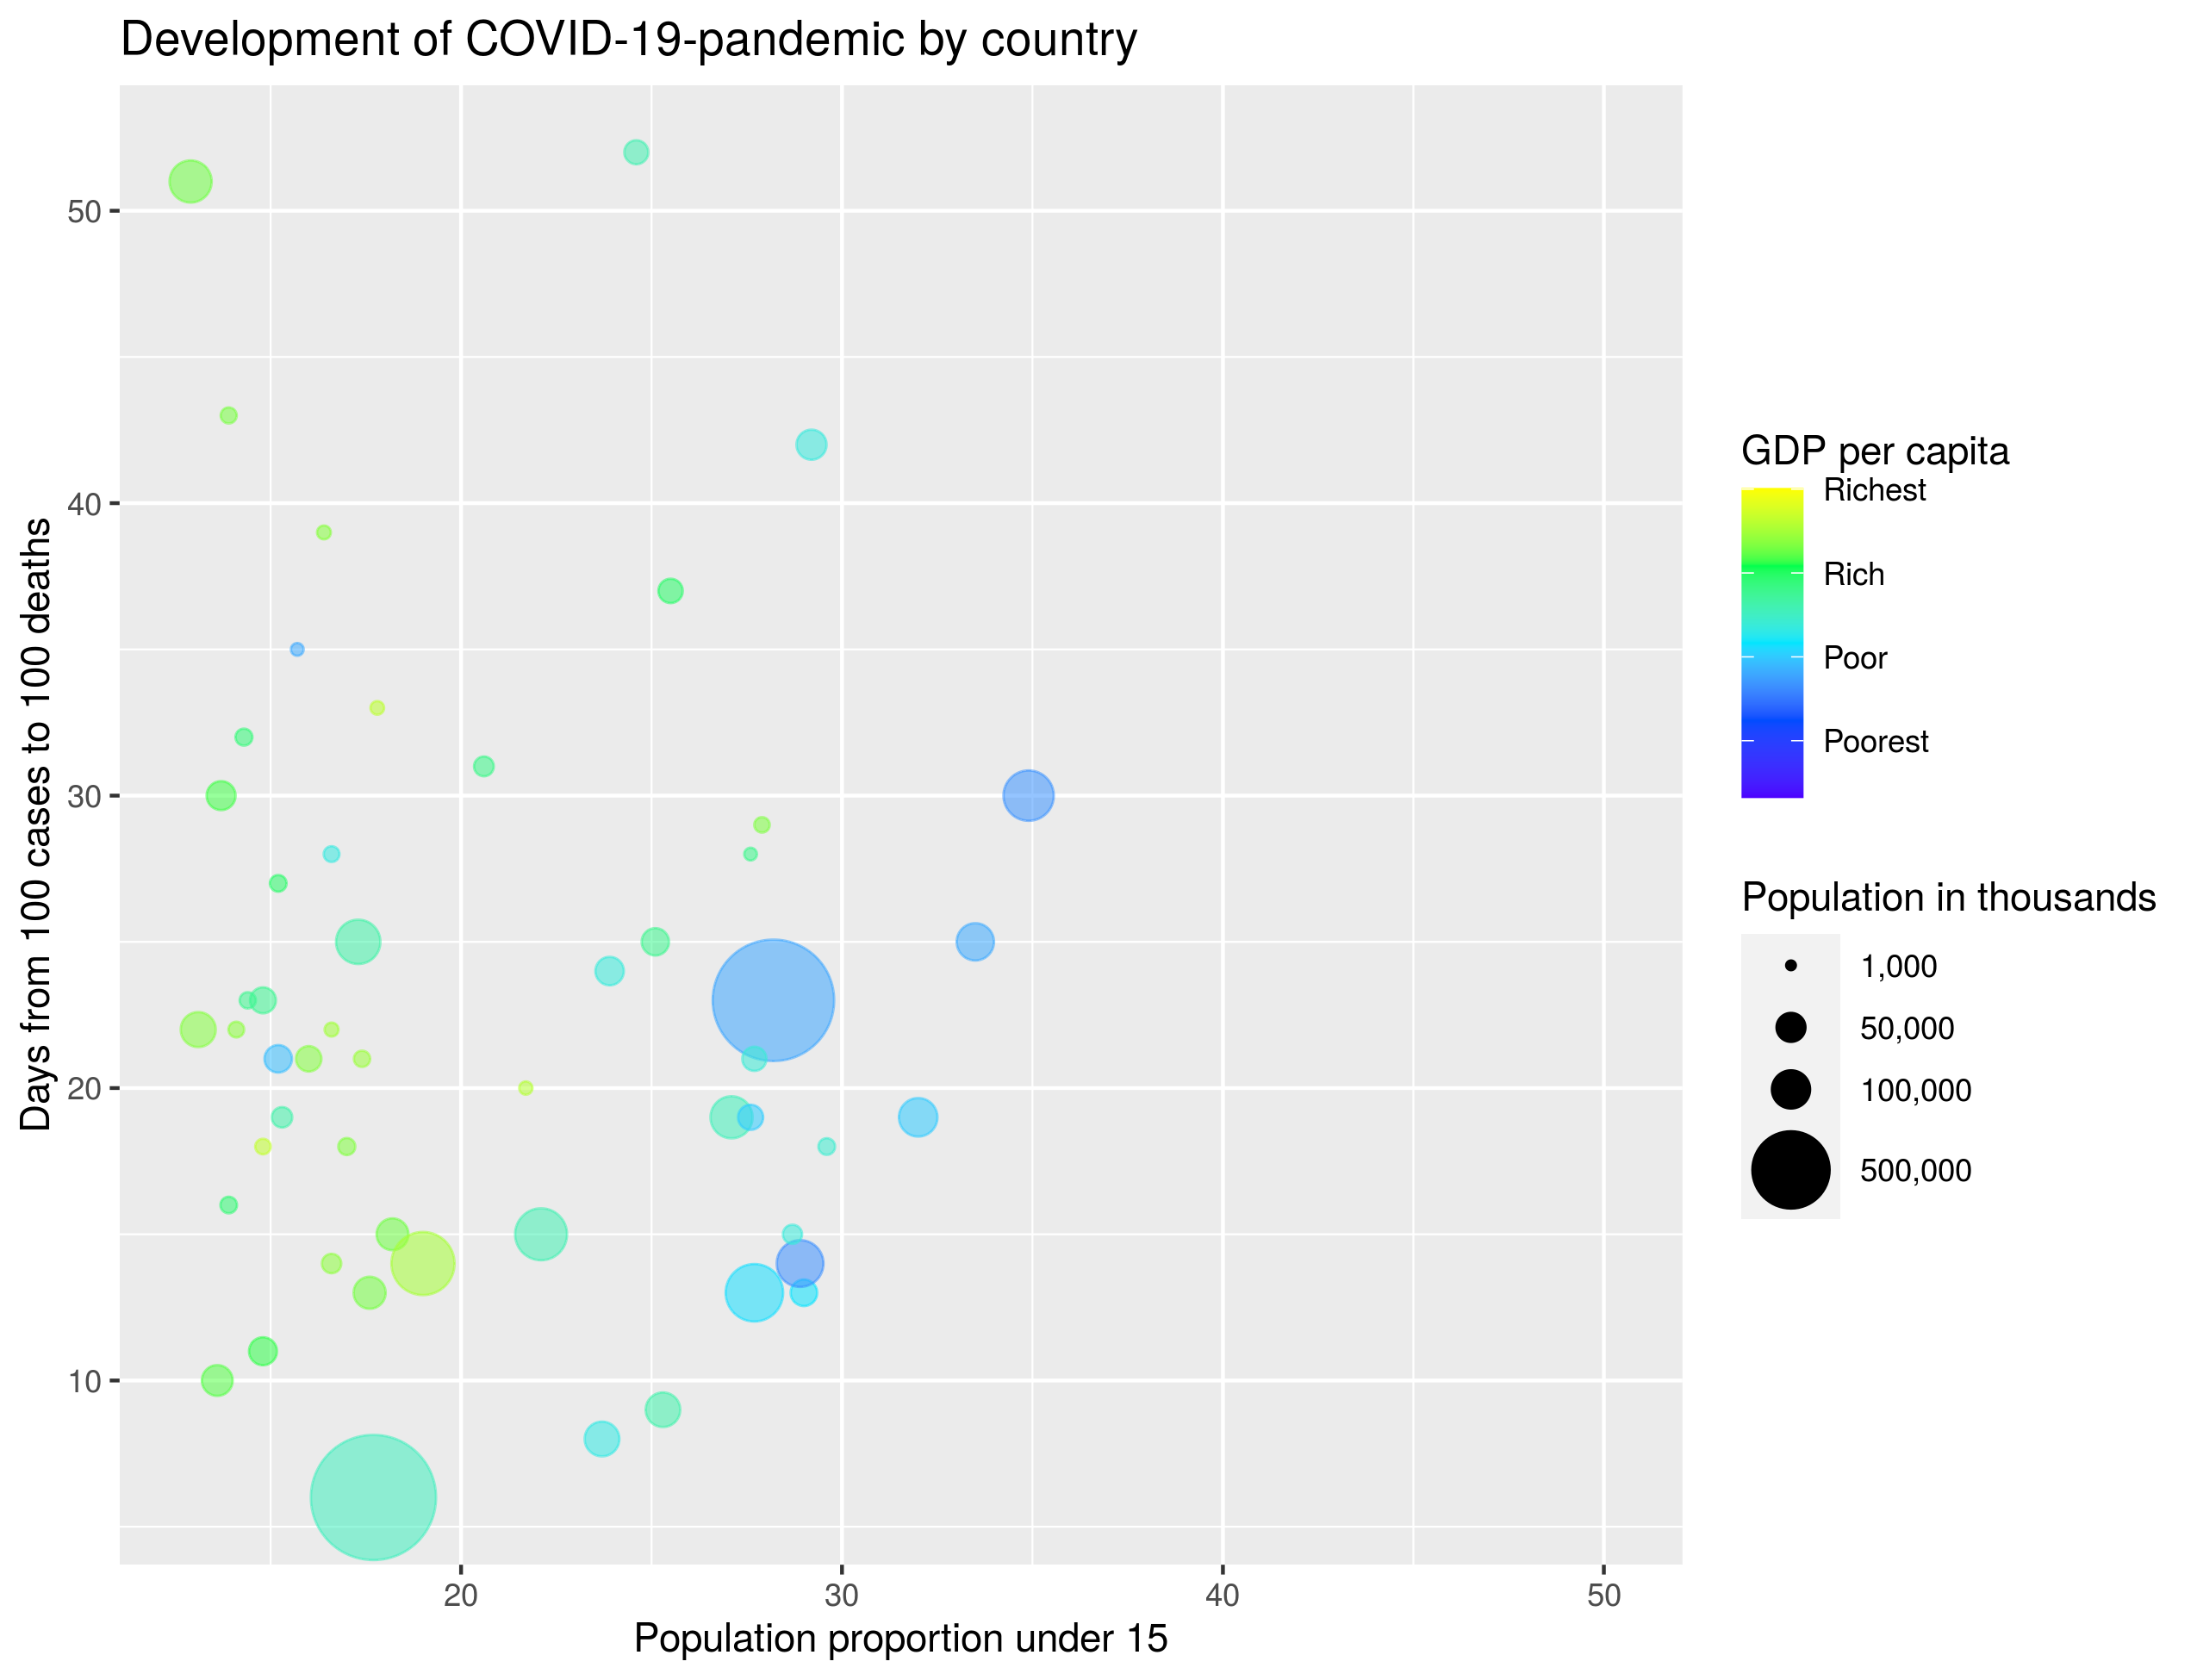 Development of COVID-19-pandemic by country
Days from 100 cases to 100 deaths
50
40
30
20
10
20
30
40
50
Population proportion under 15
GDP per capita
Richest
Rich
Poor
Poorest
Population in thousands
1,000
50,000
100,000
500,000